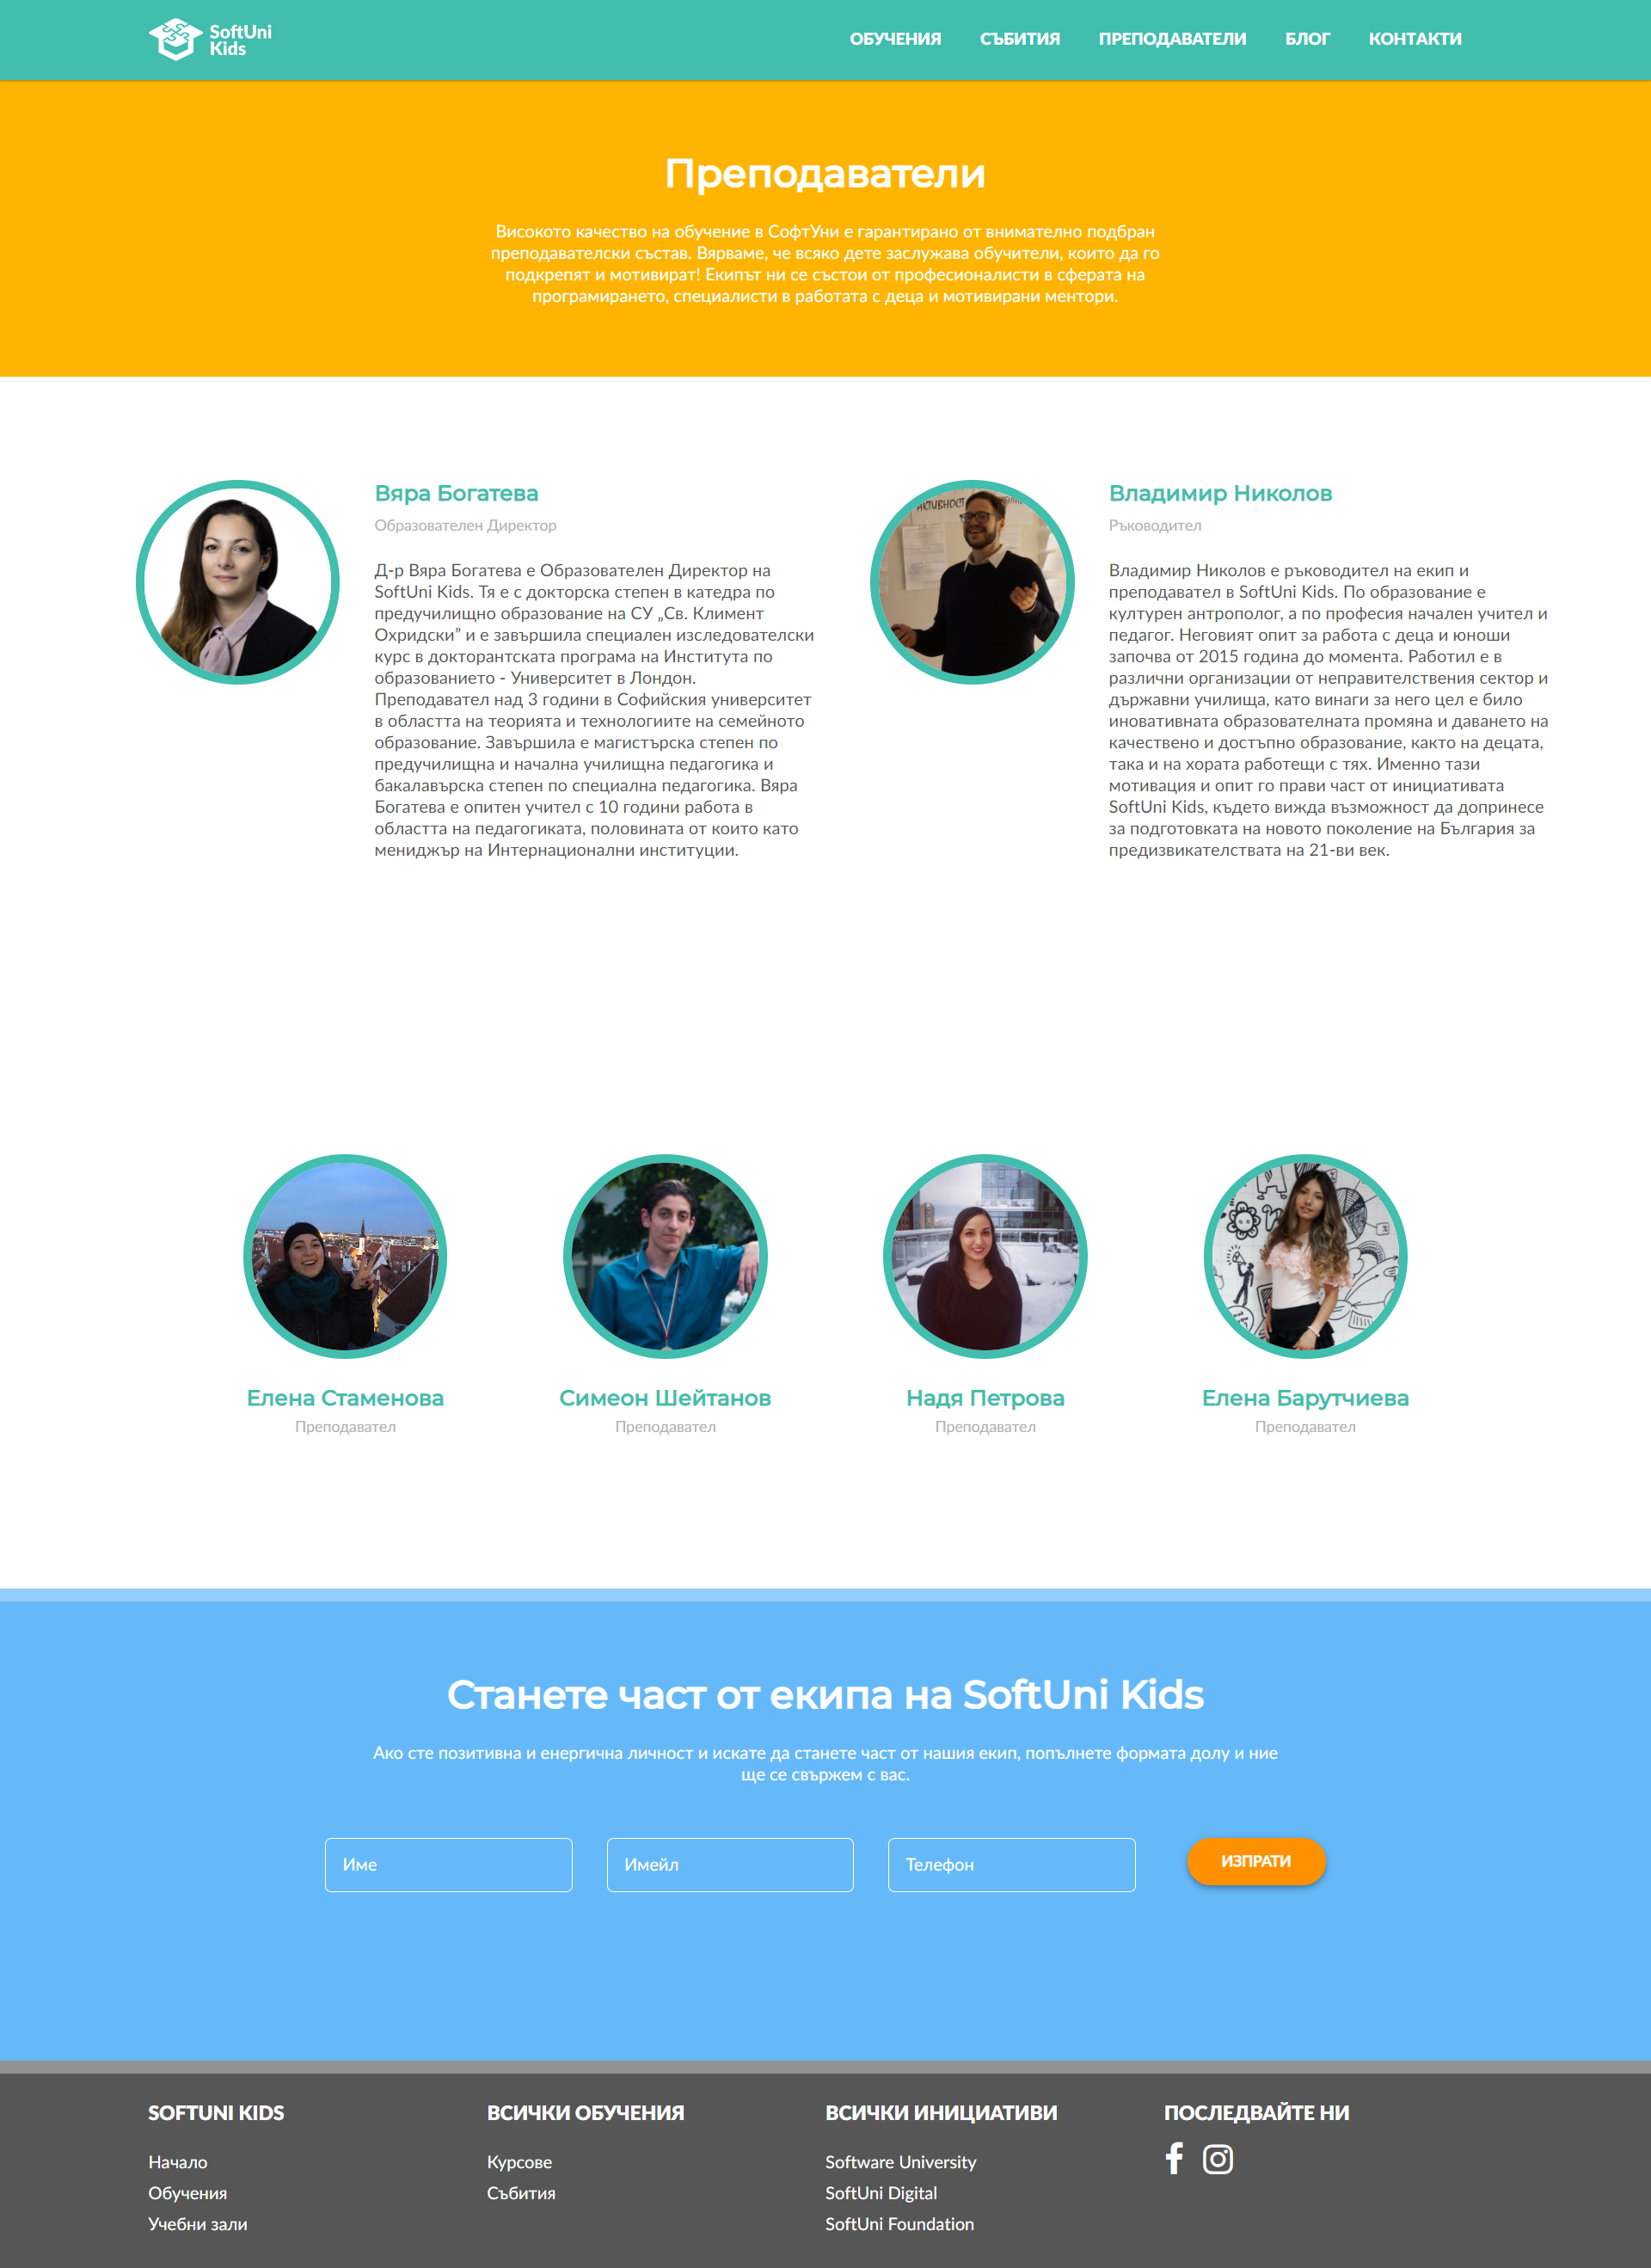 SoftUni
Kids
ОБУЧЕНИЯ СЪБИТИЯ ПРЕПОДАВАТЕЛИ БЛОГ КОНТАКТИ
Преподаватели
Високото качество на обучение в СофтУни е гарантирано от внимателно подбран
преподавателски състав. Вярваме, че всяко дете заслужава обучители, които да го
подкрепят и мотивират! Екипът ни се състои от професионалисти в сферата на
програмирането, специалисти в работата с деца и мотивирани ментори.
Вяра Богатева
Образователен Директор
Д-р Вяра Богатева е Образователен Директор на
SoftUni Kids. Тя е с докторска степен в катедра по
предучилищно образование на СУ „Св. Климент
Охридски” и е завършила специален изследователски
курс в докторантската програма на Института по
образованието - Университет в Лондон.
Преподавател над 3 години в Софийския университет
в областта на теорията и технологиите на семейното
образование. Завършила е магистърска степен по
предучилищна и начална училищна педагогика и
бакалавърска степен по специална педагогика. Вяра
Богатева е опитен учител с 10 години работа в
областта на педагогиката, половината от които като
мениджър на Интернационални институции.
АКТИВНОСТ
Владимир Николов
Ръководител
Владимир Николов е ръководител на екип и
преподавател в SoftUni Kids. По образование е
културен антрополог, а по професия начален учител и
педагог. Неговият опит за работа с деца и юноши
започва от 2015 година до момента. Работил е в
различни организации от неправителствения сектор и
държавни училища, като винаги за него цел е било
иновативната образователната промяна и даването на
качествено и достъпно образование, както на децата,
така и на хората работещи с тях. Именно тази
мотивация и опит го прави част от инициативата
SoftUni Kids, където вижда възможност да допринесе
за подготовката на новото поколение на България за
предизвикателствата на 21-ви век.
Елена Стаменова
Преподавател
Симеон Шейтанов
Преподавател
Надя Петрова
Преподавател
Елена Барутчиева
Преподавател
Станете част от екипа на SoftUni Kids
Ако сте позитивна и енергична личност и искате да станете част от нашия екип, попълнете формата долу и ние
ще се свържем с вас.
Име
Имейл
Телефон
ИЗПРАТИ
SOFTUNI KIDS
Начало
Обучения
Учебни зали
ВСИЧКИ ОБУЧЕНИЯ
Курсове
Събития
ВСИЧКИ ИНИЦИАТИВИ
Software University
SoftUni Digital
SoftUni Foundation
ПОСЛЕДВАЙТЕ НИ